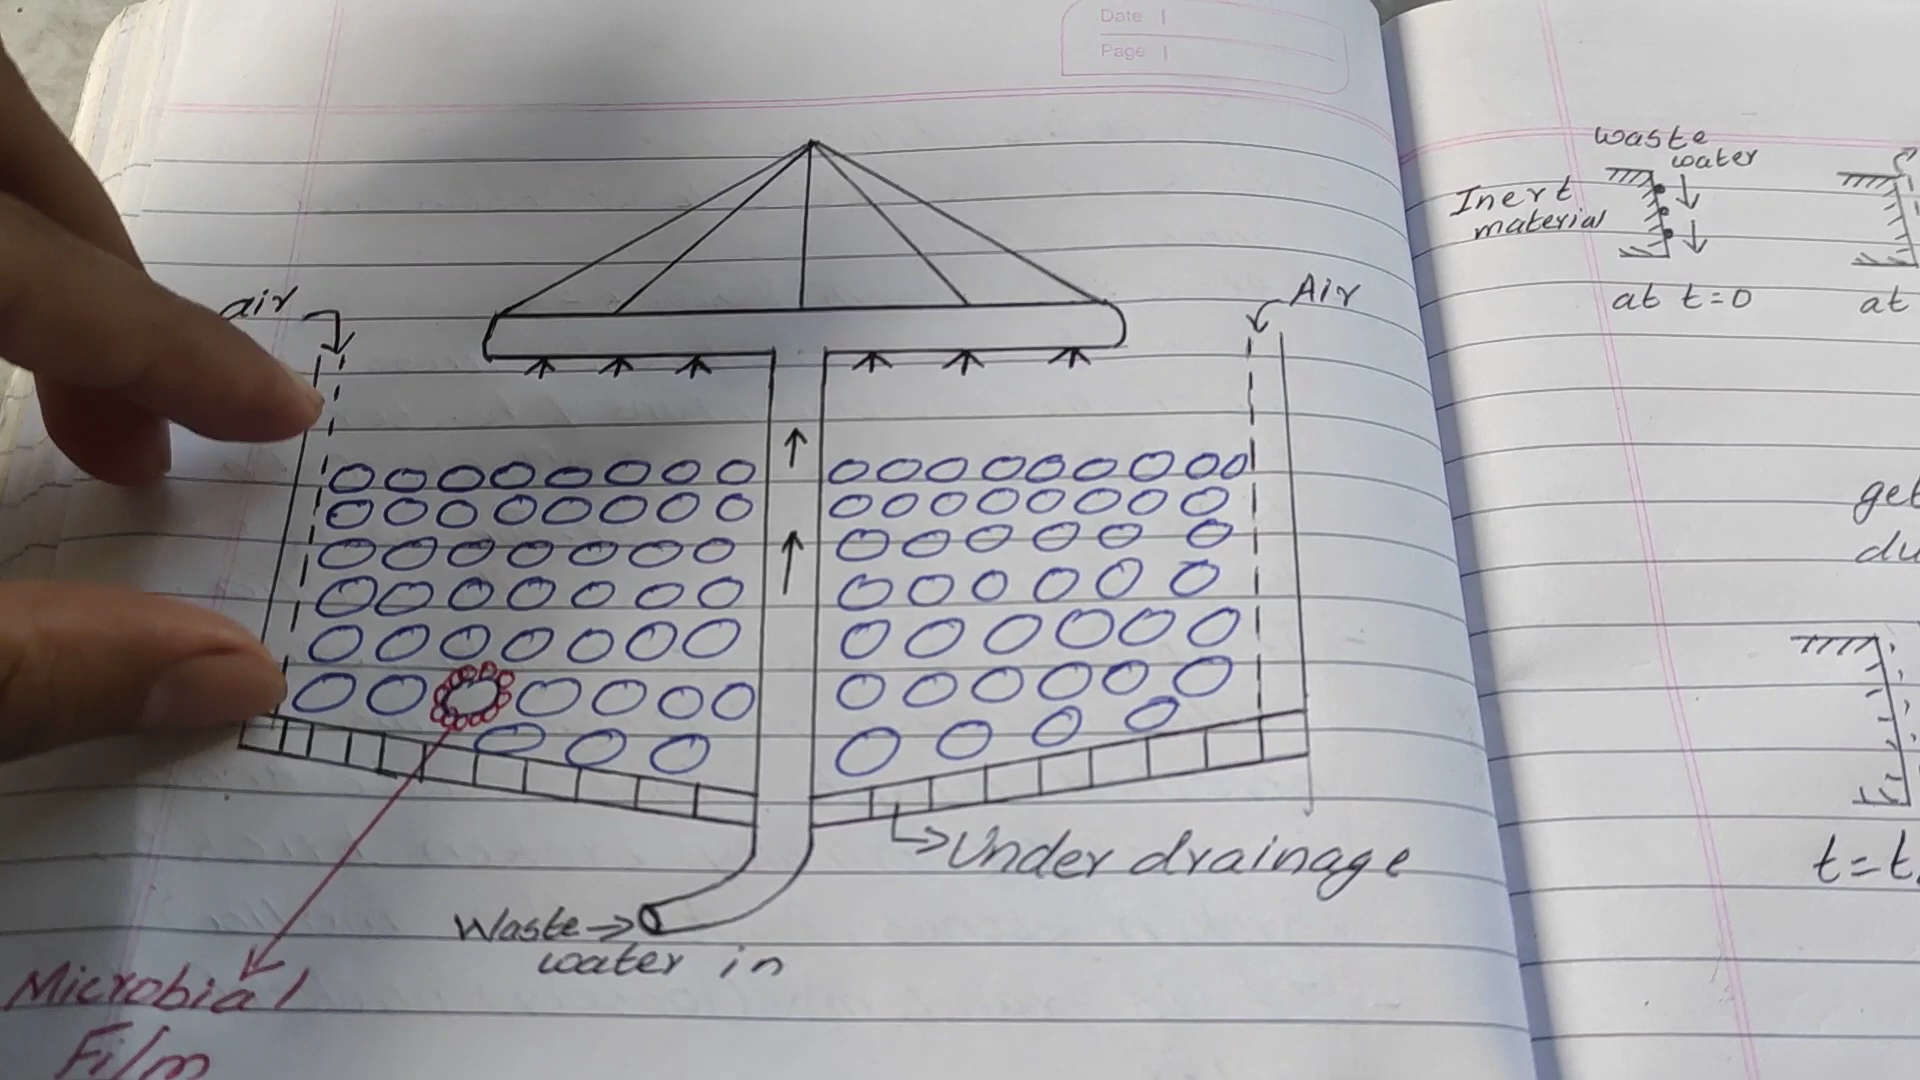 Date
Page
air
Air
Under drainage
Waste
water in
Microbial
Film
waste
water
Inert
material
at t=0
at
t=t